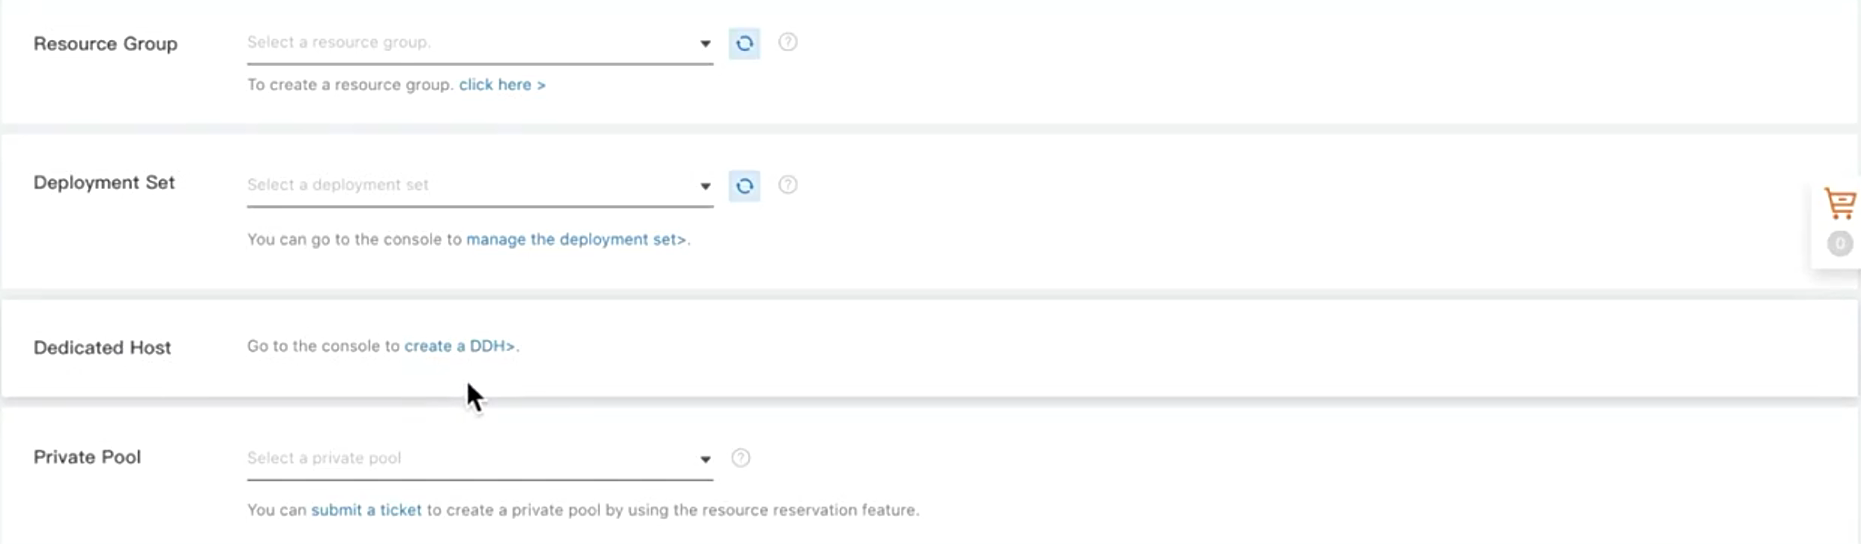 Resource Group
Select a resource group.
?
To create a resource group. click here >
Deployment Set
Select a deployment set
?
You can go to the console to manage the deployment set>.
0
Dedicated Host
Go to the console to create a DDH>.
Private Pool
Select a private pool
?
You can submit a ticket to create a private pool by using the resource reservation feature.